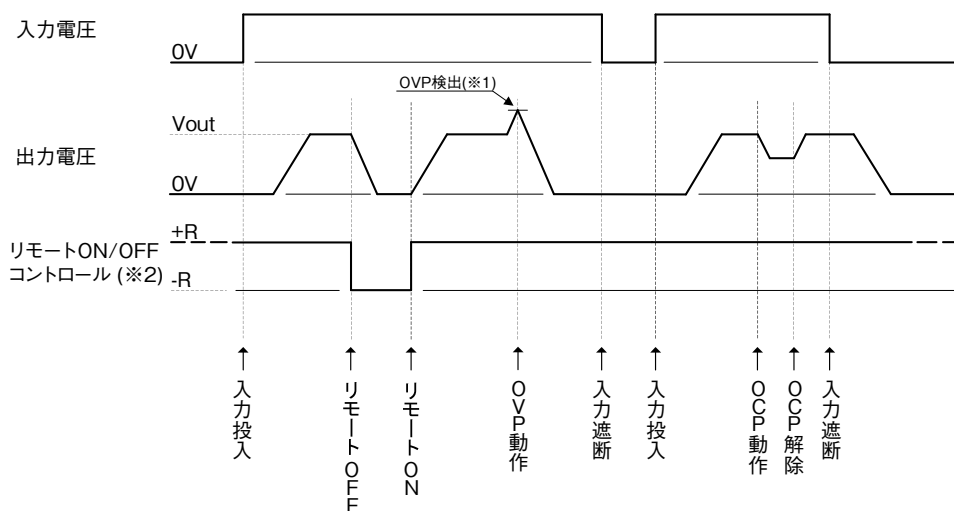 入力電圧
0V
OVP検出(※1)
Vout
出力電圧
0V
+R
リモートON/OFF
コントロール (※2)
-R
入力投入
リモートOFF
リモートON
OVP動作
入力遮断
入力投入
OCP動作
OCP解除
入力遮断